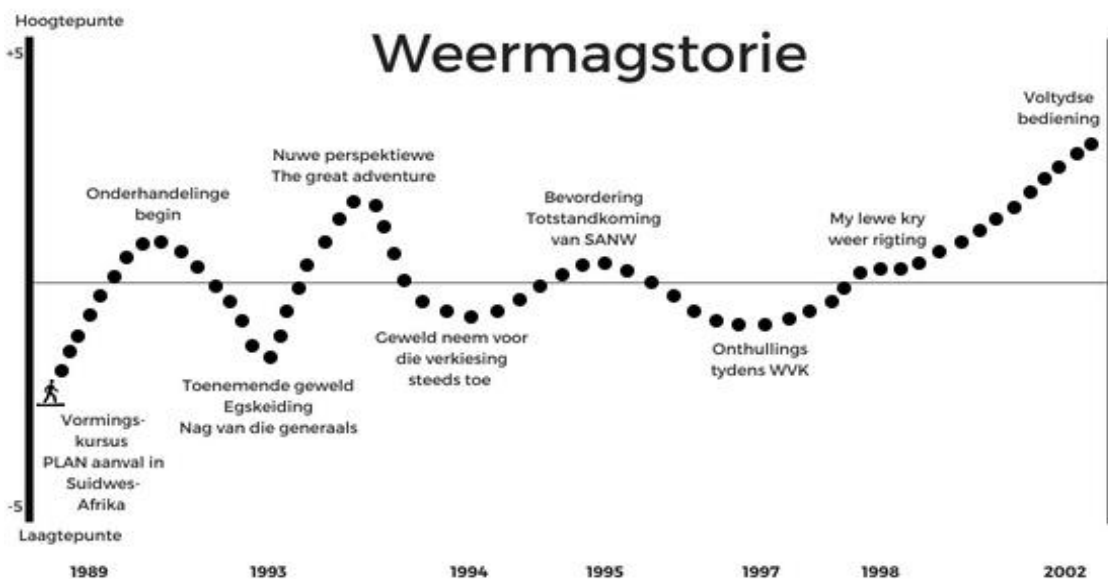 Hoogtepunte
+5
Weermagstorie
Voltydse
bediening
Nuwe perspektiewe
The great adventure
Onderhandelinge
begin
Bevordering
Totstandkoming
van SANW
My lewe kry
weer rigting
Geweld neem voor
die verkiesing
steeds toe
Onthullings
tydens WVK
Toenemende geweld
Egskeiding
Nag van die generaals
Vormings-
kursus
PLAN aanval in
Suidwes-
Afrika
-5
Laagtepunte
1989 1993 1994 1995 1997 1998 2002